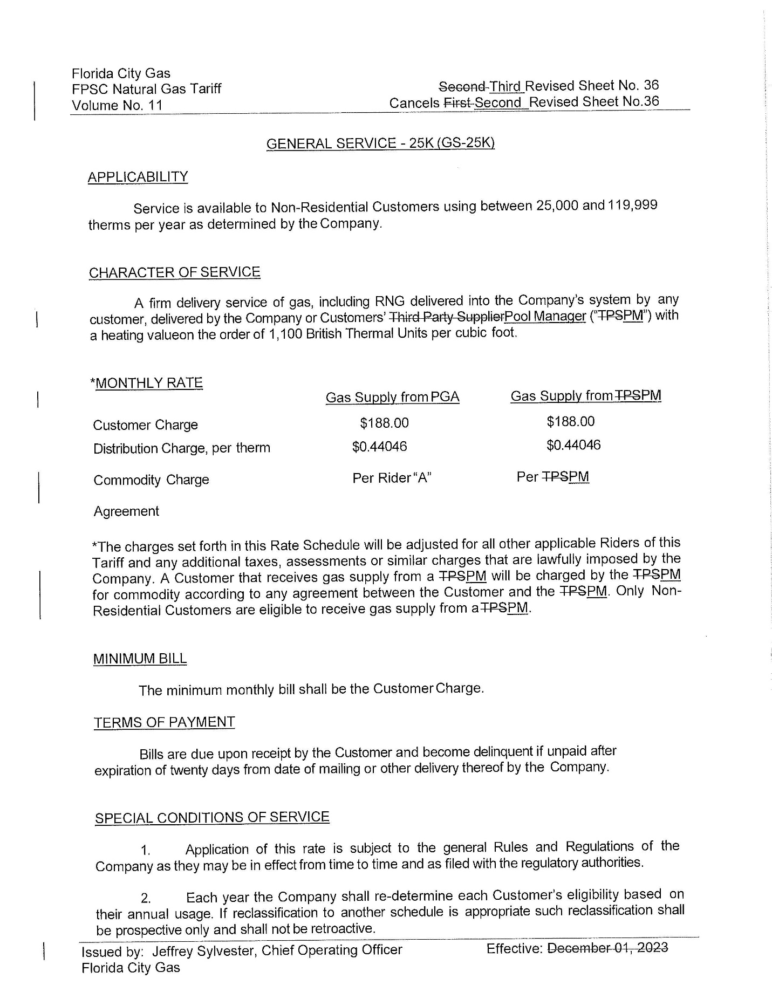 Florida City Gas
FPSC Natural Gas Tariff
Volume No. 11
Second Third Revised Sheet No. 36
Cancels First Second Revised Sheet No.36
GENERAL SERVICE - 25K (GS-25K)
APPLICABILITY
Service is available to Non-Residential Customers using between 25,000 and 119,999
therms per year as determined by the Company.
CHARACTER OF SERVICE
A firm delivery service of gas, including RNG delivered into the Company's system by any
customer, delivered by the Company or Customers' Third Party SupplierPool Manager ("TPSPM") with
a heating valueon the order of 1,100 British Thermal Units per cubic foot.
*MONTHLY RATE
Gas Supply from PGA Gas Supply from TPSPM
Customer Charge $188.00 $188.00
Distribution Charge, per therm $0.44046 $0.44046
Commodity Charge Per Rider "A" Per TPSPM
Agreement
*The charges set forth in this Rate Schedule will be adjusted for all other applicable Riders of this
Tariff and any additional taxes, assessments or similar charges that are lawfully imposed by the
Company. A Customer that receives gas supply from a TPSPM will be charged by the TPSPM
for commodity according to any agreement between the Customer and the TPSPM. Only Non-
Residential Customers are eligible to receive gas supply from aTPSPM.
MINIMUM BILL
The minimum monthly bill shall be the Customer Charge.
TERMS OF PAYMENT
Bills are due upon receipt by the Customer and become delinquent if unpaid after
expiration of twenty days from date of mailing or other delivery thereof by the Company.
SPECIAL CONDITIONS OF SERVICE
1. Application of this rate is subject to the general Rules and Regulations of the
Company as they may be in effect from time to time and as filed with the regulatory authorities.
2. Each year the Company shall re-determine each Customer's eligibility based on
their annual usage. If reclassification to another schedule is appropriate such reclassification shall
be prospective only and shall not be retroactive.
Issued by: Jeffrey Sylvester, Chief Operating Officer Effective: December 01, 2023
Florida City Gas